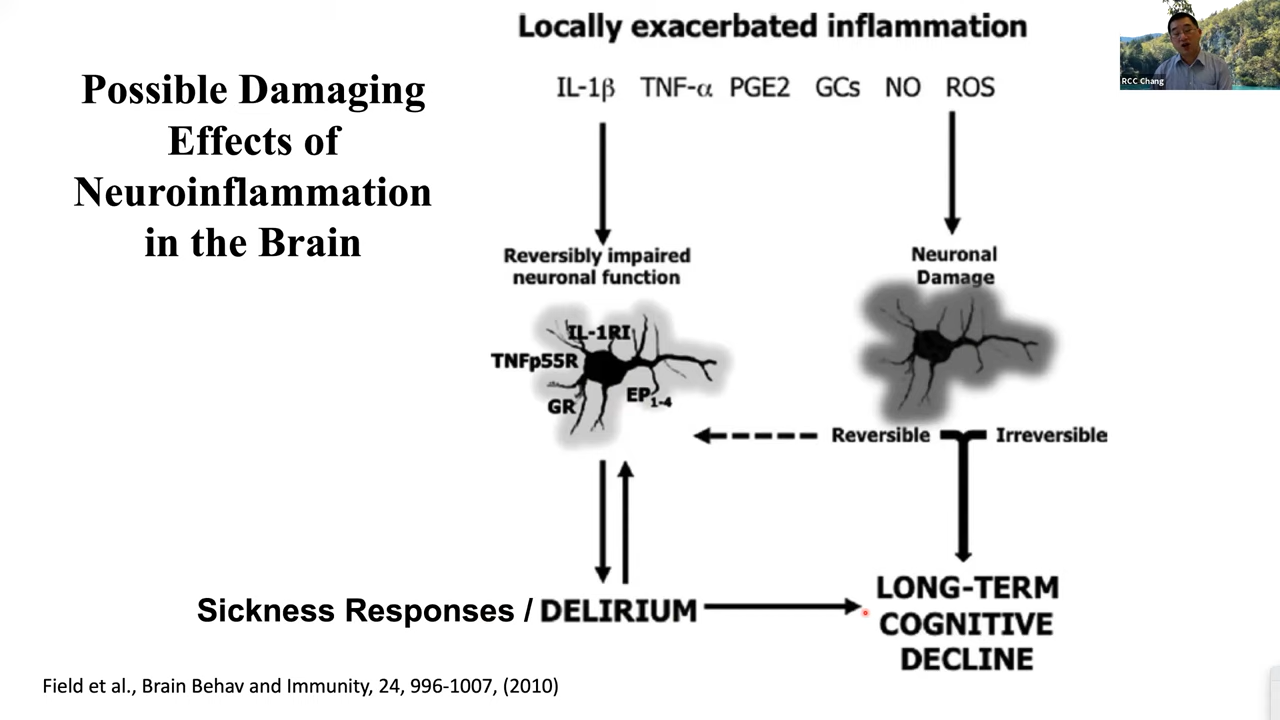 Possible Damaging
Effects of
Neuroinflammation
in the Brain
Locally exacerbated inflammation
IL-1β TNF-α PGE2 GCs NO ROS
RCC Chang
Reversibly impaired
neuronal function
Neuronal
Damage
IL-1RI
TNFp55R
EP1-4
GR
Reversible
Irreversible
Sickness Responses / DELIRIUM
LONG-TERM
COGNITIVE
DECLINE
Field et al., Brain Behav and Immunity, 24, 996-1007, (2010)